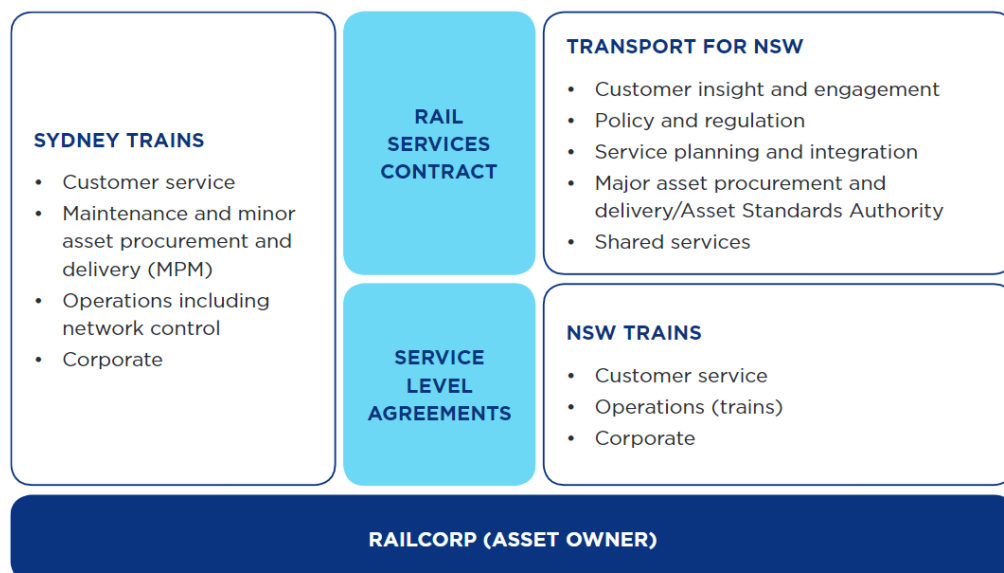 SYDNEY TRAINS
• Customer service
• Maintenance and minor
asset procurement and
delivery (MPM)
• Operations including
network control
• Corporate
RAIL
SERVICES
CONTRACT
SERVICE
LEVEL
AGREEMENTS
TRANSPORT FOR NSW
• Customer insight and engagement
• Policy and regulation
• Service planning and integration
• Major asset procurement and
delivery/Asset Standards Authority
• Shared services
NSW TRAINS
• Customer service
• Operations (trains)
• Corporate
RAILCORP (ASSET OWNER)